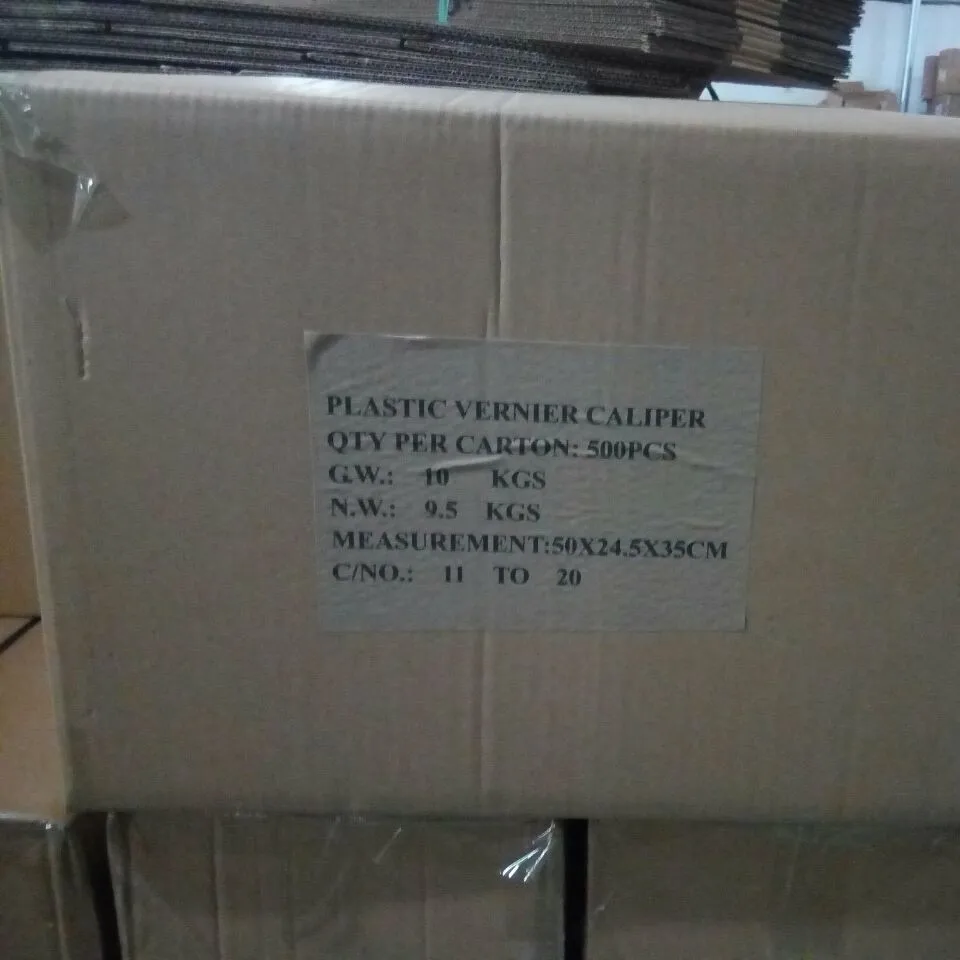 PLASTIC VERNIER CALIPER
QTY PER CARTON: 500PCS
G.W.: 10 KGS
N.W.: 9.5 KGS
MEASUREMENT:50X24.5X35CM
C/NO.: 11 TO 20